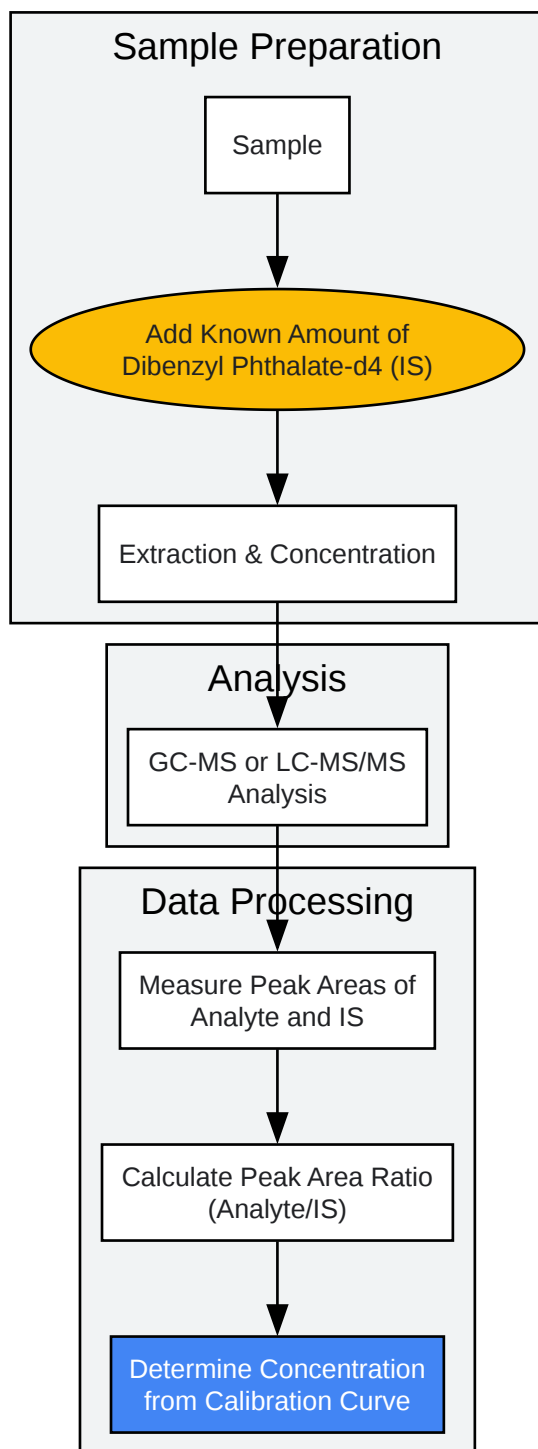 Sample Preparation
Sample
Add Known Amount of
Dibenzyl Phthalate-d4 (IS)
Extraction & Concentration
Analysis
GC-MS or LC-MS/MS
Analysis
Data Processing
Measure Peak Areas of
Analyte and IS
Calculate Peak Area Ratio
(Analyte/IS)
Determine Concentration
from Calibration Curve